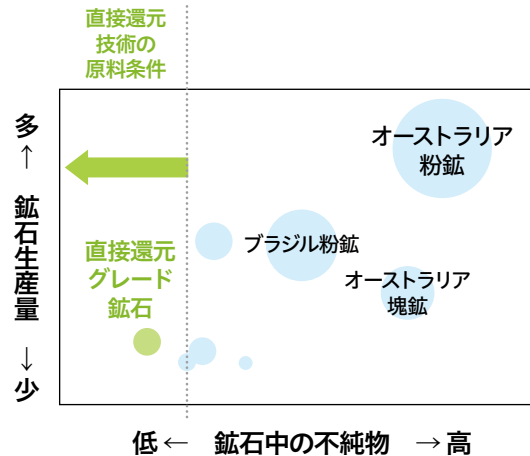 直接還元
技術の
原料条件
多
↑
鉱石生産量
↓
少
オーストラリア
粉鉱
ブラジル粉鉱
直接還元
グレード
鉱石
オーストラリア
塊鉱
低 ← 鉱石中の不純物 → 高